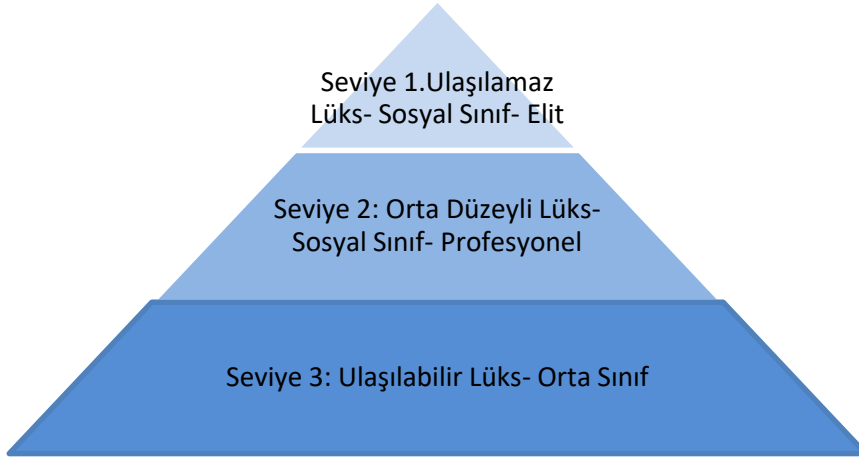 Seviye 1.Ulaşılamaz
Lüks- Sosyal Sınıf- Elit
Seviye 2: Orta Düzeyli Lüks-
Sosyal Sınıf- Profesyonel
Seviye 3: Ulaşılabilir Lüks- Orta Sınıf